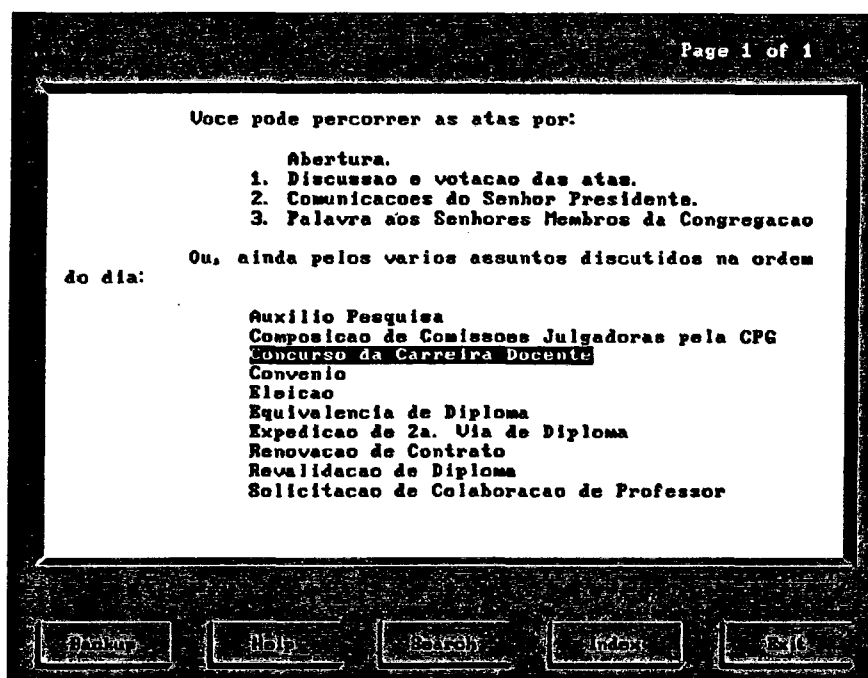 Page 1 of 1
Voce pode percorrer as atas por:
Abertura.
1. Discussao e votacao das atas.
2. Comunicacoes do Senhor Presidente.
3. Palavra aos Senhores Membros da Congregacao
Ou, ainda pelos varios assuntos discutidos na ordem
do dia:
Auxilio Pesquisa
Composicao de Comissoes Julgadoras pela CPG
Concurso da Carreira Docente
Convenio
Eleicao
Equivalencia de Diploma
Expedicao de 2a. Via de Diploma
Renovacao de Contrato
Revalidacao de Diploma
Solicitacao de Colaboracao de Professor
Backup Help Search Index Exit